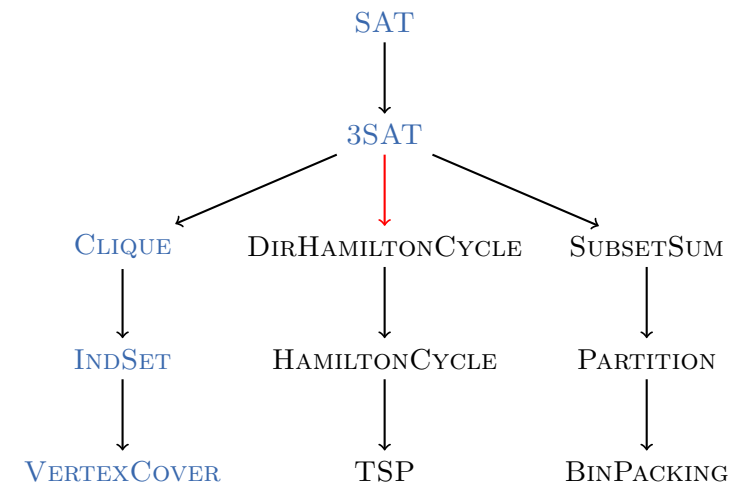 SAT
3SAT
CLIQUE DIRHAMILTONCYCLE SUBSETSUM
INDSET HAMILTONCYCLE PARTITION
VERTEXCOVER TSP BINPACKING